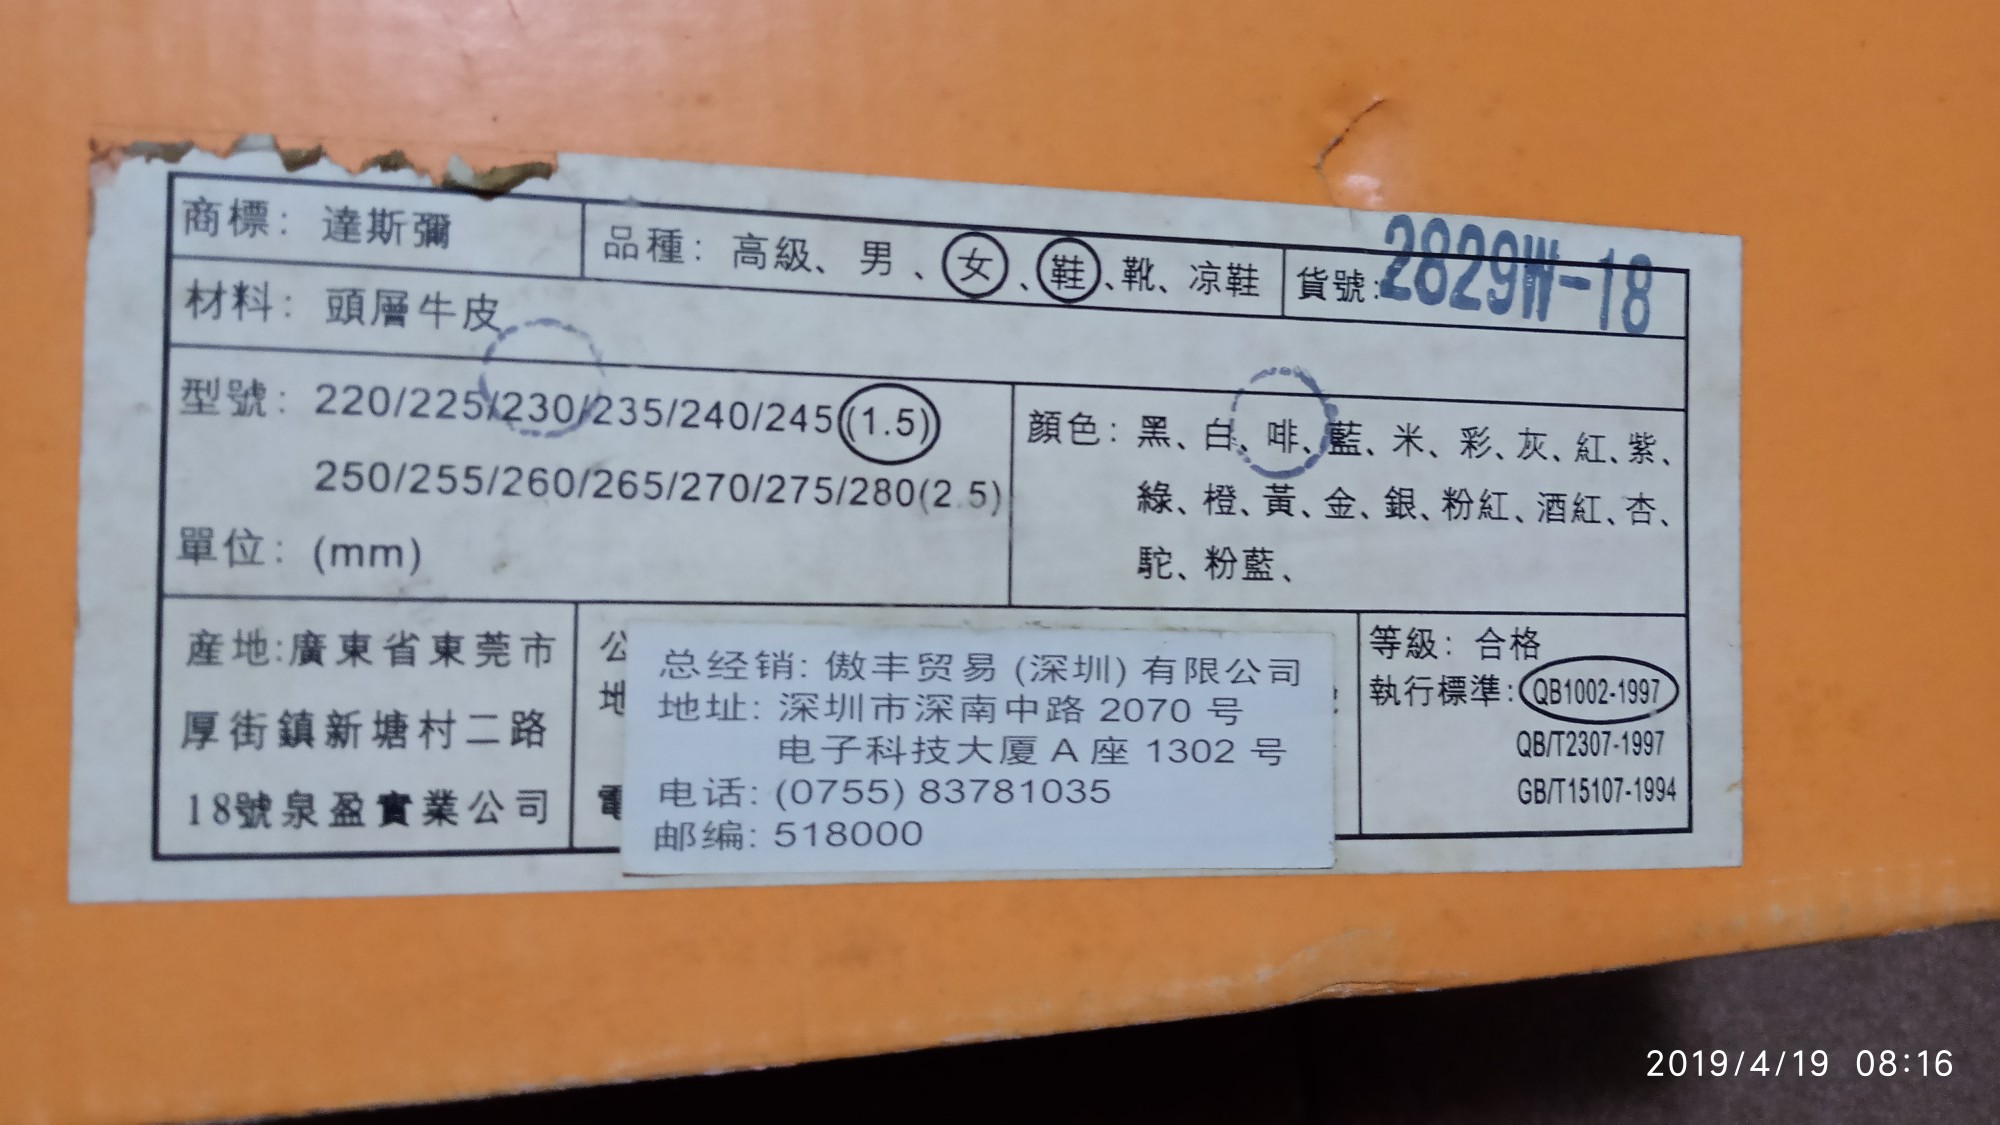 商標：達斯彌
品種：高級、男、女、鞋、靴、凉鞋
貨號:2829W-18
材料：頭層牛皮
型號：220/225/230/235/240/245(1.5)
250/255/260/265/270/275/280(2.5)
單位：(mm)
顔色：黑、白、啡、藍、米、彩、灰、紅、紫、
綠、橙、黃、金、銀、粉紅、酒紅、杏、
駝、粉藍、
産地:廣東省東莞市
厚街鎮新塘村二路
18號泉盈實業公司
公
地
電
总经销: 傲丰贸易 (深圳) 有限公司
地址: 深圳市深南中路 2070 号
电子科技大厦 A 座 1302 号
电话: (0755) 83781035
邮编: 518000
等級：合格
執行標準：QB1002-1997
QB/T2307-1997
GB/T15107-1994
2019/4/19 08:16